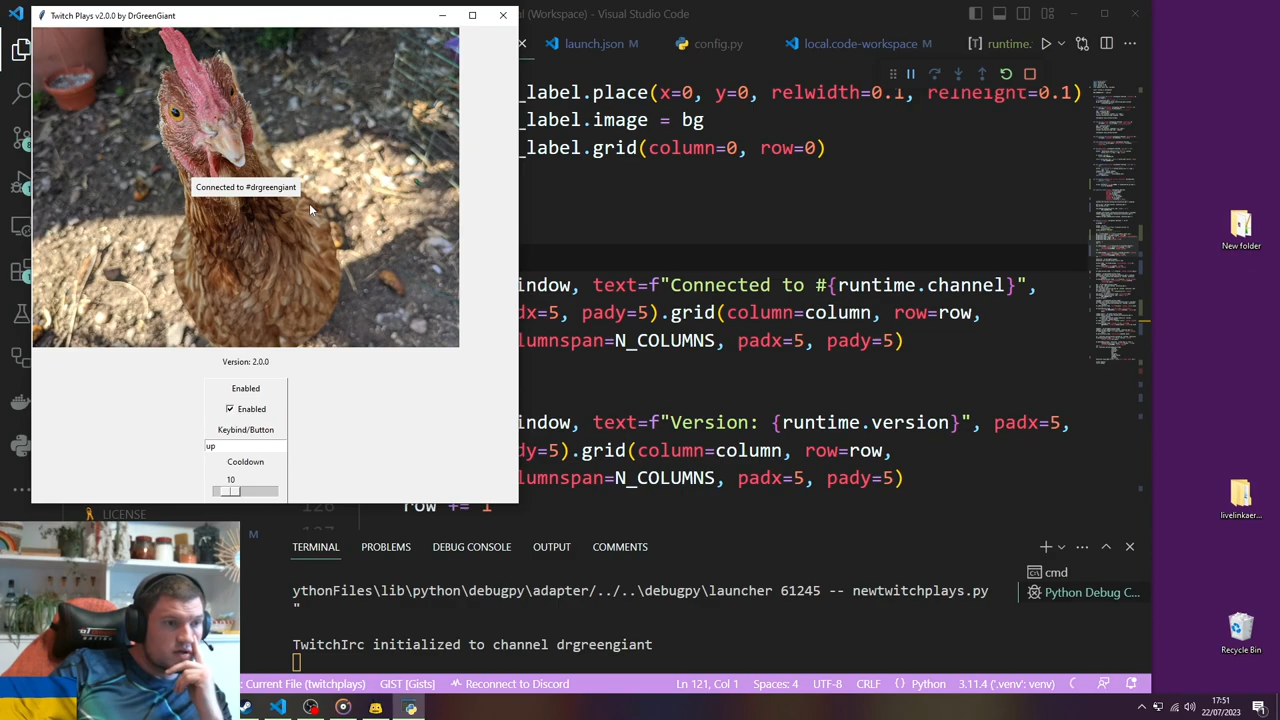 Twitch Plays v2.0.0 by DrGreenGiant
Connected to #drgreengiant
Version: 2.0.0
Enabled
Enabled
Keybind/Button
up
Cooldown
10
(Workspace) - Visual Studio Code
launch.json M
config.py
local.code-workspace M
runtime.
label.place(x=0, y=0, relwidth=0.1, relheight=0.1)
label.image = bg
label.grid(column=0, row=0)
indow, text=f"Connected to #{runtime.channel}",
dx=5, pady=5).grid(column=column, row=row,
olumnspan=N_COLUMNS, padx=5, pady=5)
indow, text=f"Version: {runtime.version}", padx=5,
dy=5).grid(column=column, row=row,
olumnspan=N_COLUMNS, padx=5, pady=5)
row += 1
LICENSE
M
TERMINAL
PROBLEMS
DEBUG CONSOLE
OUTPUT
COMMENTS
cmd
Python Debug C...
ythonFiles\lib\python\debugpy\adapter/../..\debugpy\launcher 61245 -- newtwitchplays.py
"
TwitchIrc initialized to channel drgreengiant
: Current File (twitchplays)
GIST [Gists]
Reconnect to Discord
Ln 121, Col 1
Spaces: 4
UTF-8
CRLF
Python
3.11.4 ('.venv': venv)
New folder
livelinkaer...
Recycle Bin
17:51
22/07/2023